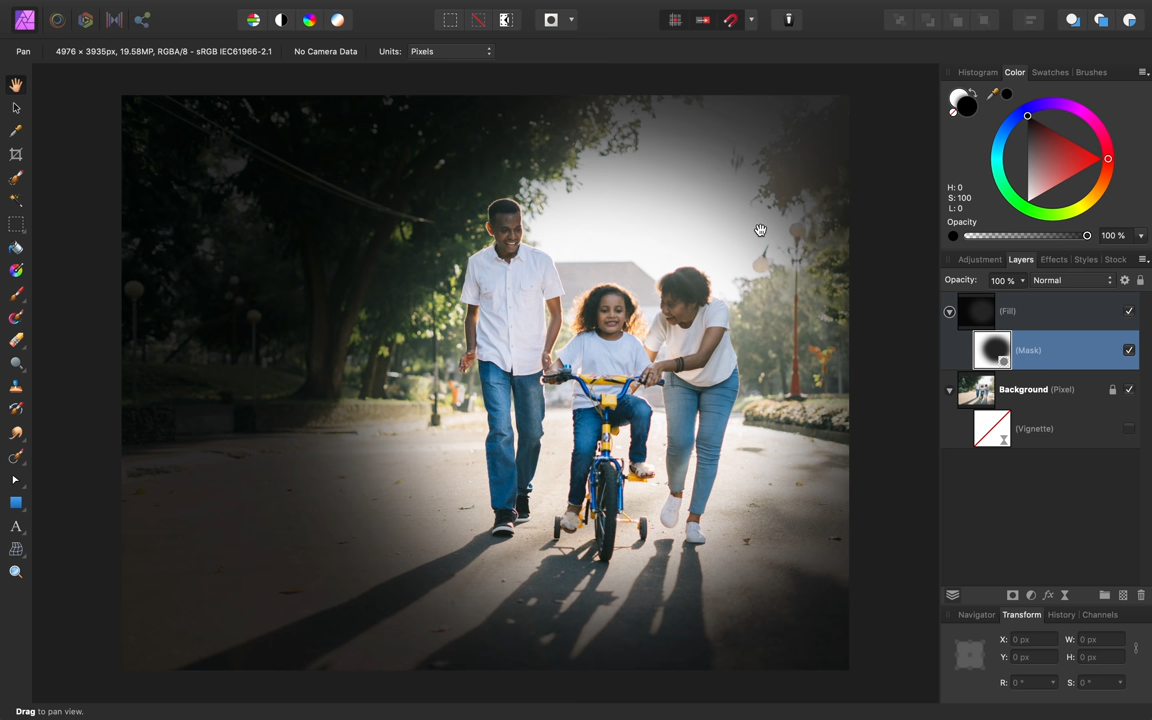 Pan
4976 × 3935px, 19.58MP, RGBA/8 - sRGB IEC61966-2.1
No Camera Data
Units:
Pixels
Histogram
Color
Swatches
Brushes
H: 0
S: 100
L: 0
Opacity
100 %
Adjustment
Layers
Effects
Styles
Stock
Opacity:
100 %
Normal
(Fill)
(Mask)
Background (Pixel)
(Vignette)
fx
Navigator
Transform
History
Channels
X: 0 px
W: 0 px
Y: 0 px
H: 0 px
R: 0 °
S: 0 °
A
Drag to pan view.